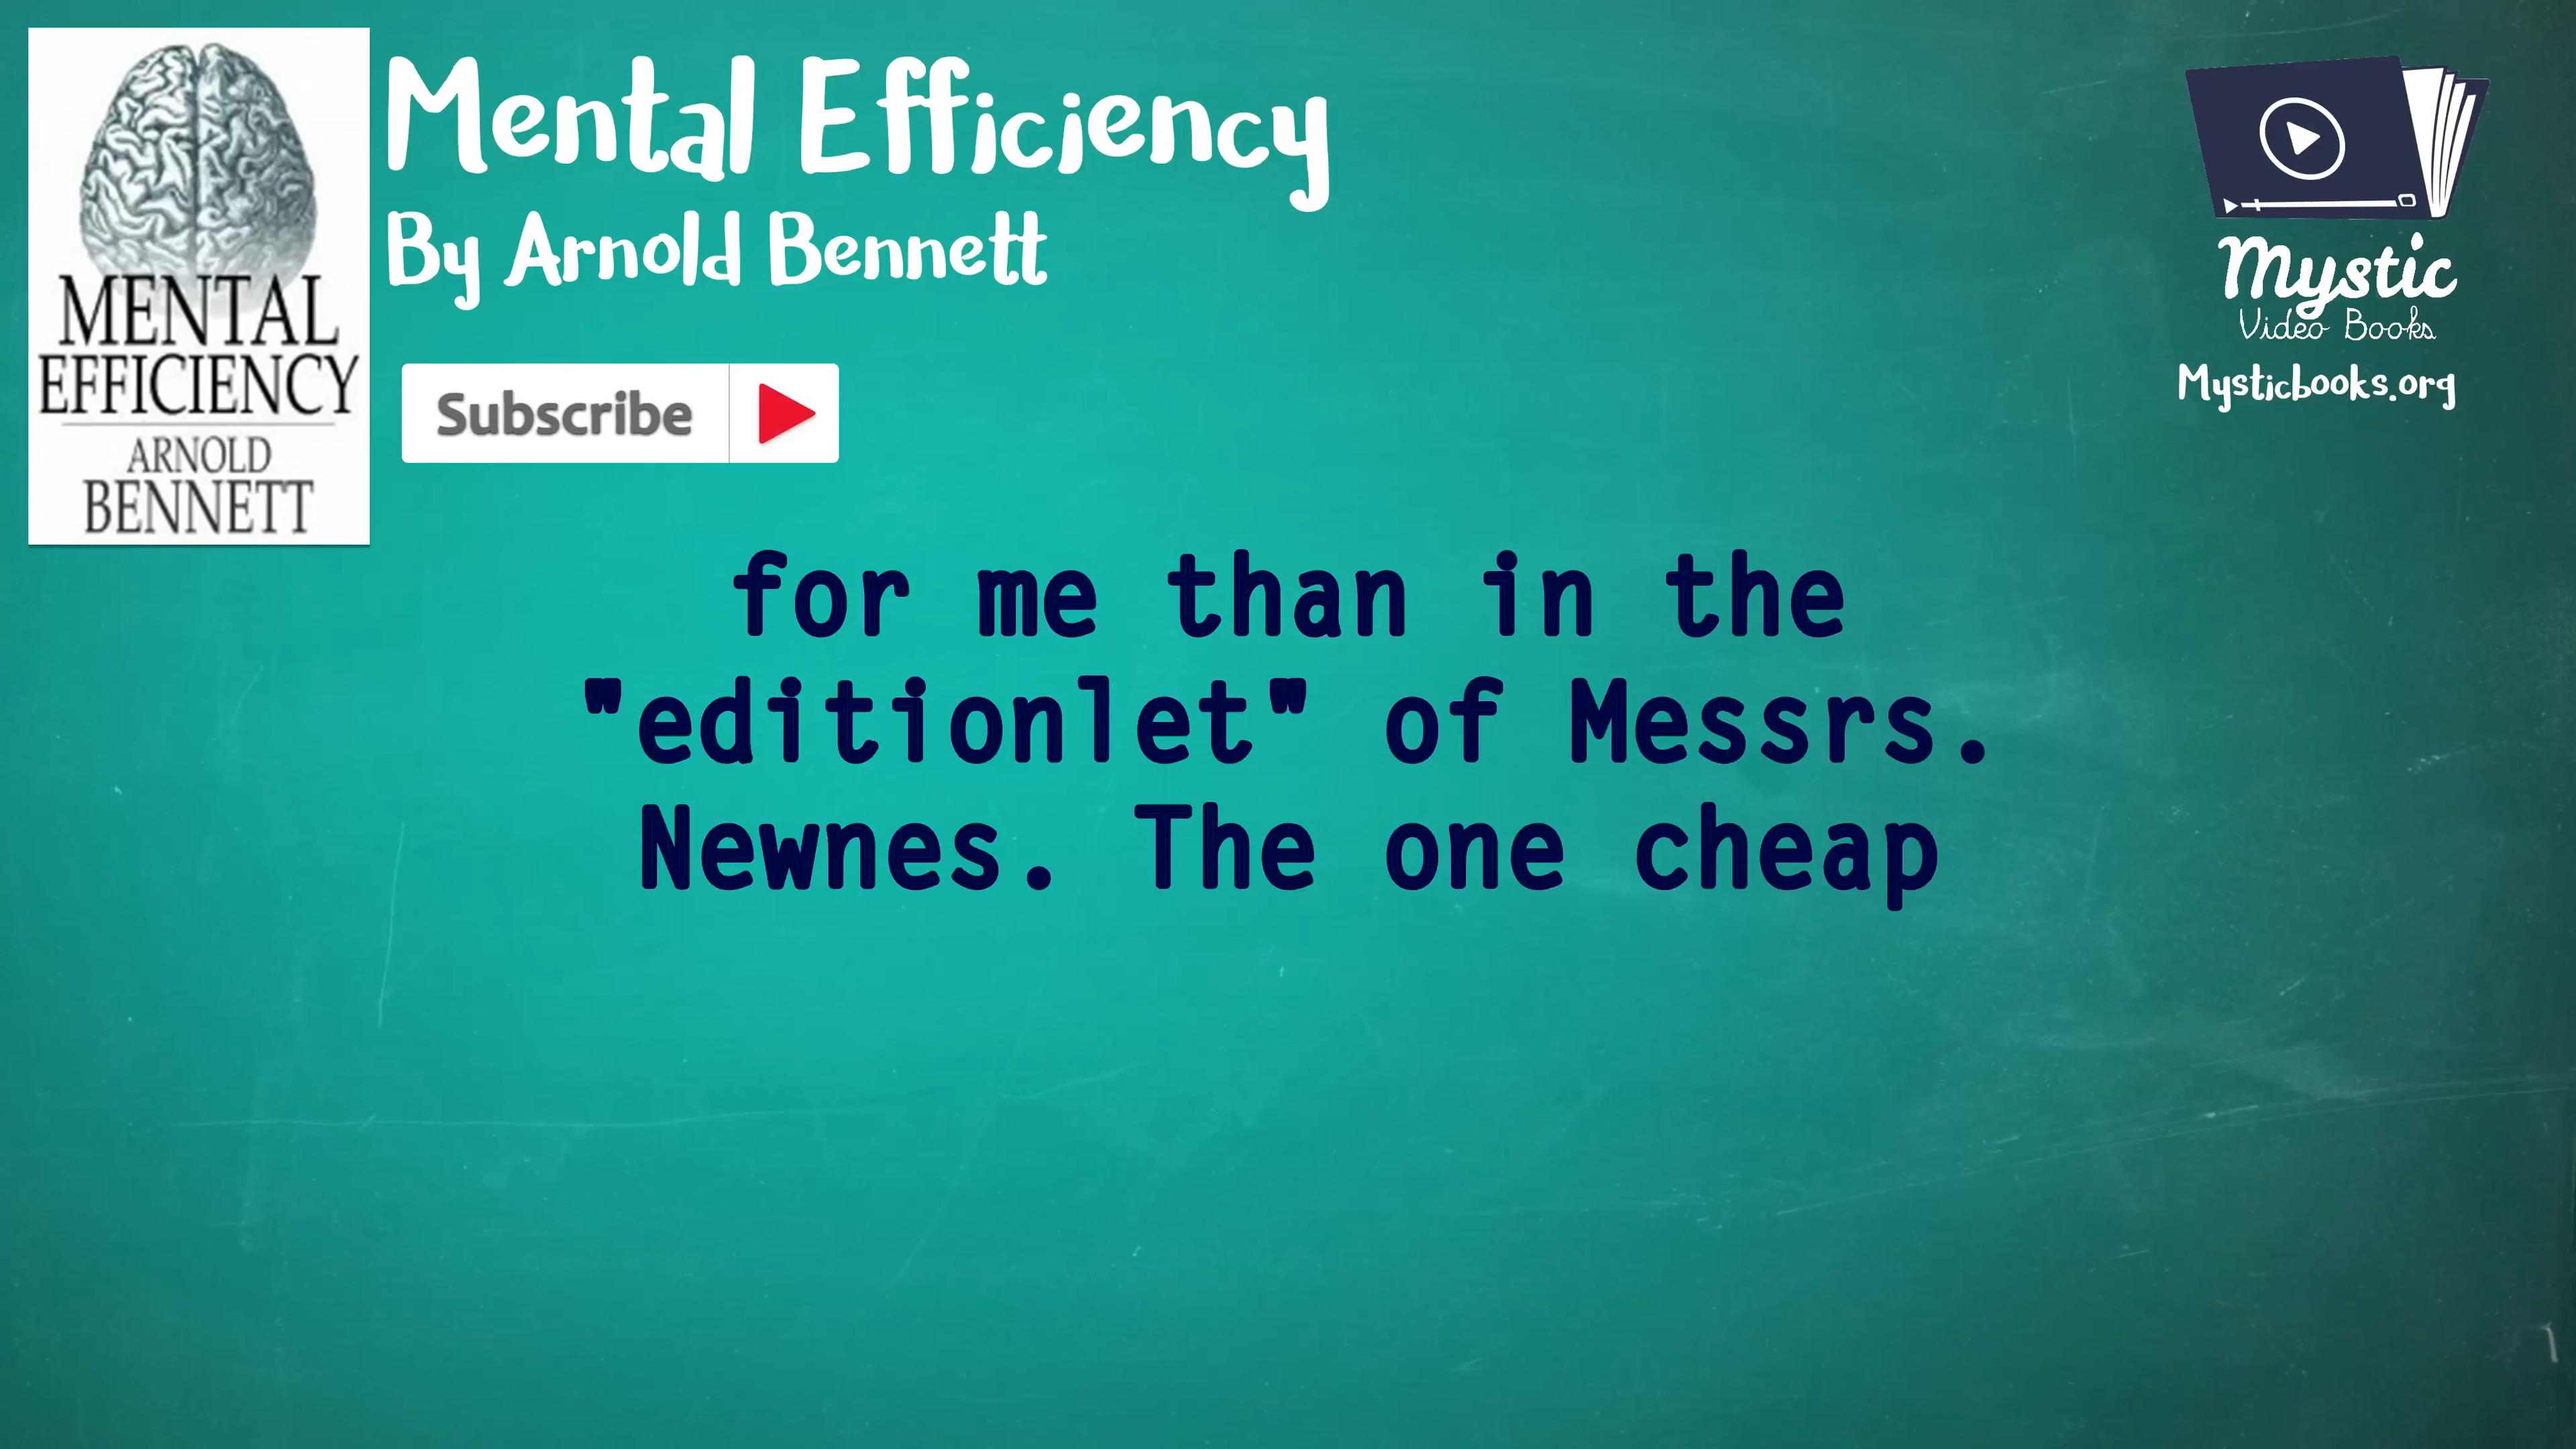 MENTAL
EFFICIENCY
ARNOLD
BENNETT
Mental Efficiency
By Arnold Bennett
Subscribe
Mystic
Video Books
Mysticbooks.org
for me than in the
"editionlet" of Messrs.
Newnes. The one cheap